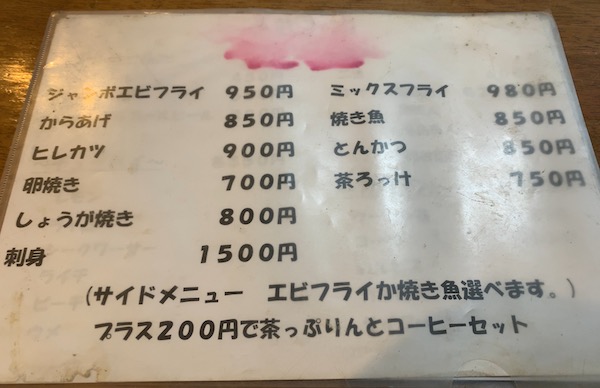 ジャンボエビフライ 950円 ミックスフライ 980円
からあげ 850円 焼き魚 850円
ヒレカツ 900円 とんかつ 850円
卵焼き 700円 茶ろっけ 750円
しょうが焼き 800円
刺身 1500円
(サイドメニュー エビフライか焼き魚選べます。)
プラス200円で茶っぷりんとコーヒーセット